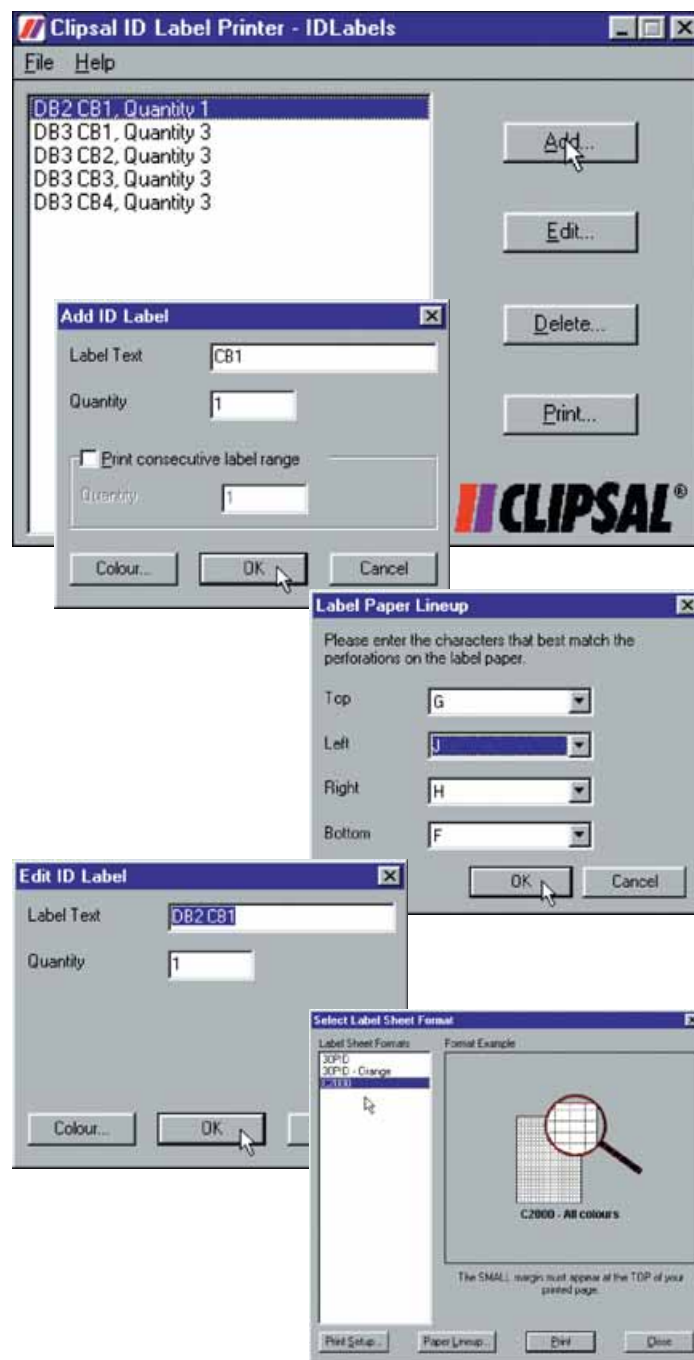 Clipsal ID Label Printer - IDLabels
File Help
DB2 CB1, Quantity 1
DB3 CB1, Quantity 3
DB3 CB2, Quantity 3
DB3 CB3, Quantity 3
DB3 CB4, Quantity 3
Add...
Edit...
Delete...
Print...
CLIPSAL®
Add ID Label
Label Text CB1
Quantity 1
Print consecutive label range
Quantity 1
Colour... OK Cancel
Label Paper Lineup
Please enter the characters that best match the
perforations on the label paper.
Top G
Left J
Right H
Bottom F
OK Cancel
Edit ID Label
Label Text DB2 CB1
Quantity 1
Colour... OK
Select Label Sheet Format
Label Sheet Formats Format Example
30PID
30PID - Orange
C2000
C2000 - All colours
The SMALL margin must appear at the TOP of your
printed page.
Print Setup... Paper Lineup... Print Close